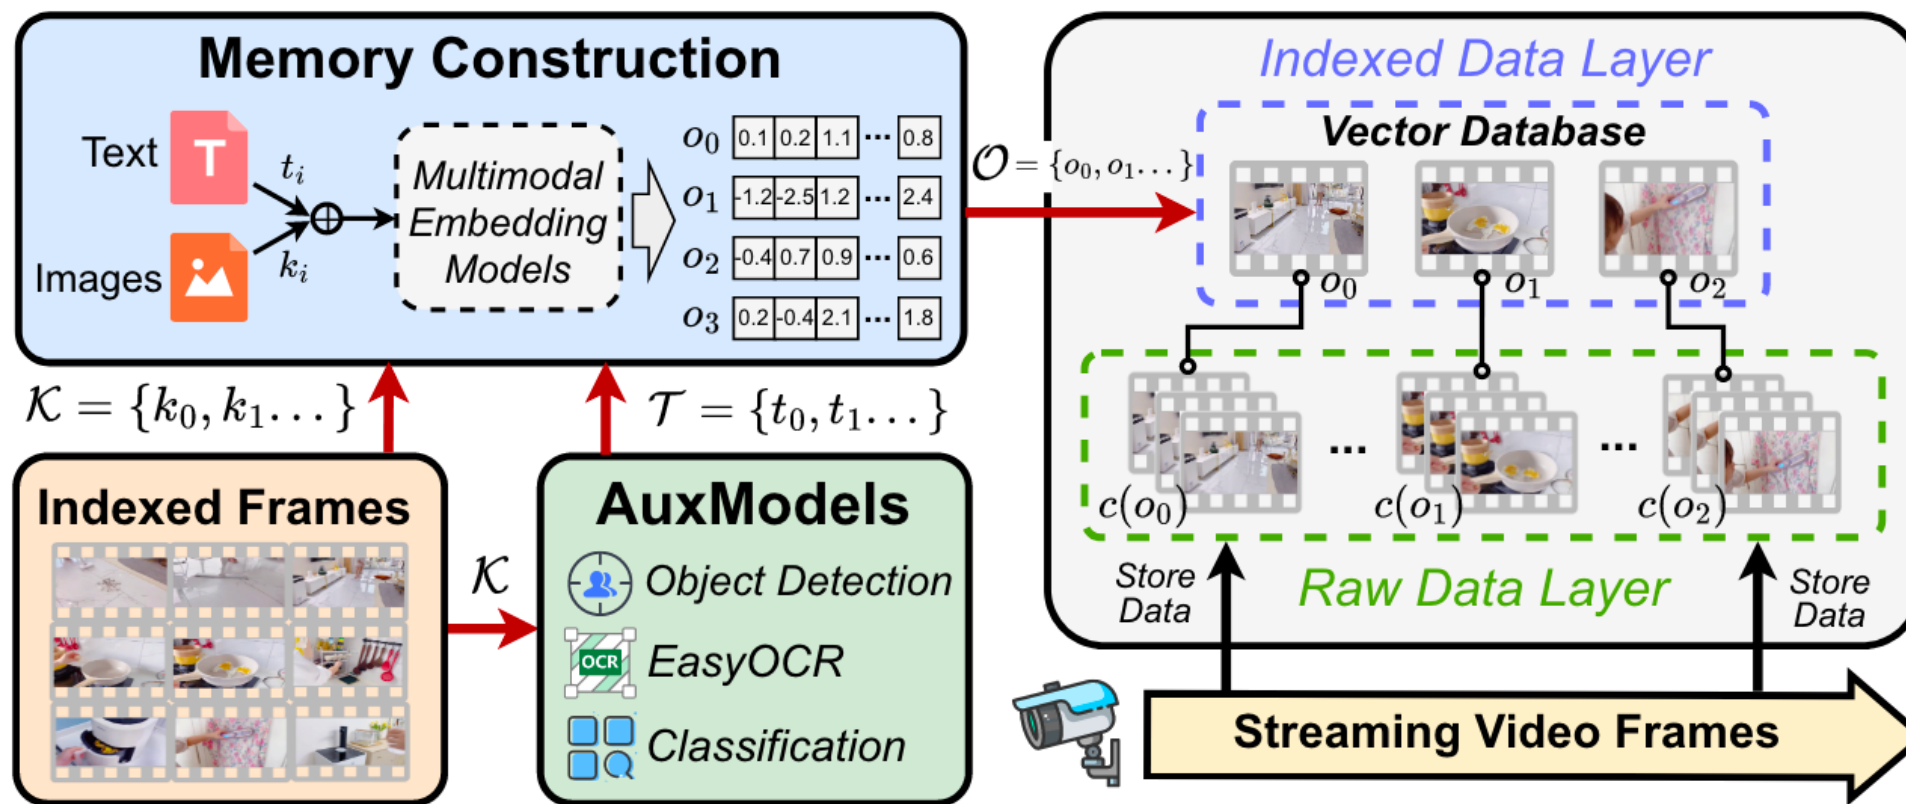 Memory Construction
Text
T
Images
t_i
k_i
⊕
Multimodal
Embedding
Models
o_0 0.1 0.2 1.1 ... 0.8
o_1 -1.2 -2.5 1.2 ... 2.4
o_2 -0.4 0.7 0.9 ... 0.6
o_3 0.2 -0.4 2.1 ... 1.8
𝒦 = {k_0, k_1...}
𝒯 = {t_0, t_1...}
Indexed Frames
𝒦
AuxModels
Object Detection
OCR
EasyOCR
Classification
𝒪 = {o_0, o_1...}
Indexed Data Layer
Vector Database
o_0
o_1
o_2
...
...
c(o_0)
c(o_1)
c(o_2)
Store
Data
Raw Data Layer
Store
Data
Streaming Video Frames